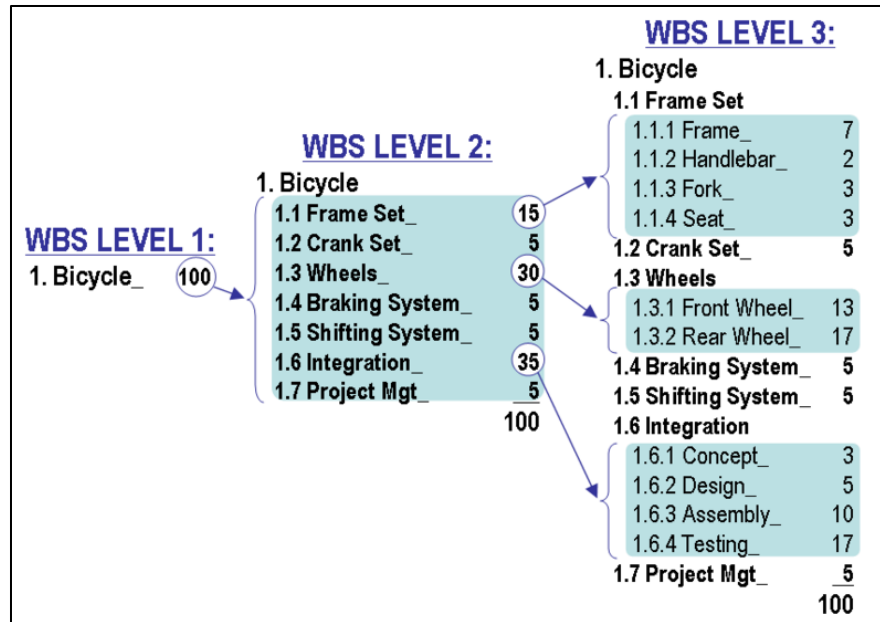 WBS LEVEL 1:
1. Bicycle_ 100
WBS LEVEL 2:
1. Bicycle
1.1 Frame Set_ 15
1.2 Crank Set_ 5
1.3 Wheels_ 30
1.4 Braking System_ 5
1.5 Shifting System_ 5
1.6 Integration_ 35
1.7 Project Mgt_ 5
100
WBS LEVEL 3:
1. Bicycle
1.1 Frame Set
1.1.1 Frame_ 7
1.1.2 Handlebar_ 2
1.1.3 Fork_ 3
1.1.4 Seat_ 3
1.2 Crank Set_ 5
1.3 Wheels
1.3.1 Front Wheel_ 13
1.3.2 Rear Wheel_ 17
1.4 Braking System_ 5
1.5 Shifting System_ 5
1.6 Integration
1.6.1 Concept_ 3
1.6.2 Design_ 5
1.6.3 Assembly_ 10
1.6.4 Testing_ 17
1.7 Project Mgt_ 5
100